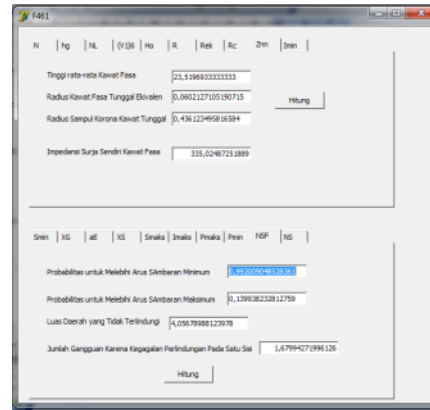 F461
N hg NL (V1)6 Ho R Rek Rc Znn Imin
Tinggi rata-rata Kawat Fasa 23,5196933333333
Radius Kawat Fasa Tunggal Ekivalen 0,0602127105190715
Hitung
Radius Sampul Korona Kawat Tunggal 0,436123495816584
Impedansi Surja Sendiri Kawat Fasa 335,02487251889
Smin XG aE XS Smaks Imaks Pmaks Pmin NSF NS
Probabilitas untuk Melebihi Arus SAmbaran Minimum 0,992009048528361
Probabilitas untuk Melebihi Arus SAmbaran Maksimum 0,139938232812759
Luas Daerah yang Tidak Terlindungi 4,05678988123978
Jumlah Gangguan Karena Kegagalan Perlindungan Pada Satu Sisi 1,67994271996126
Hitung